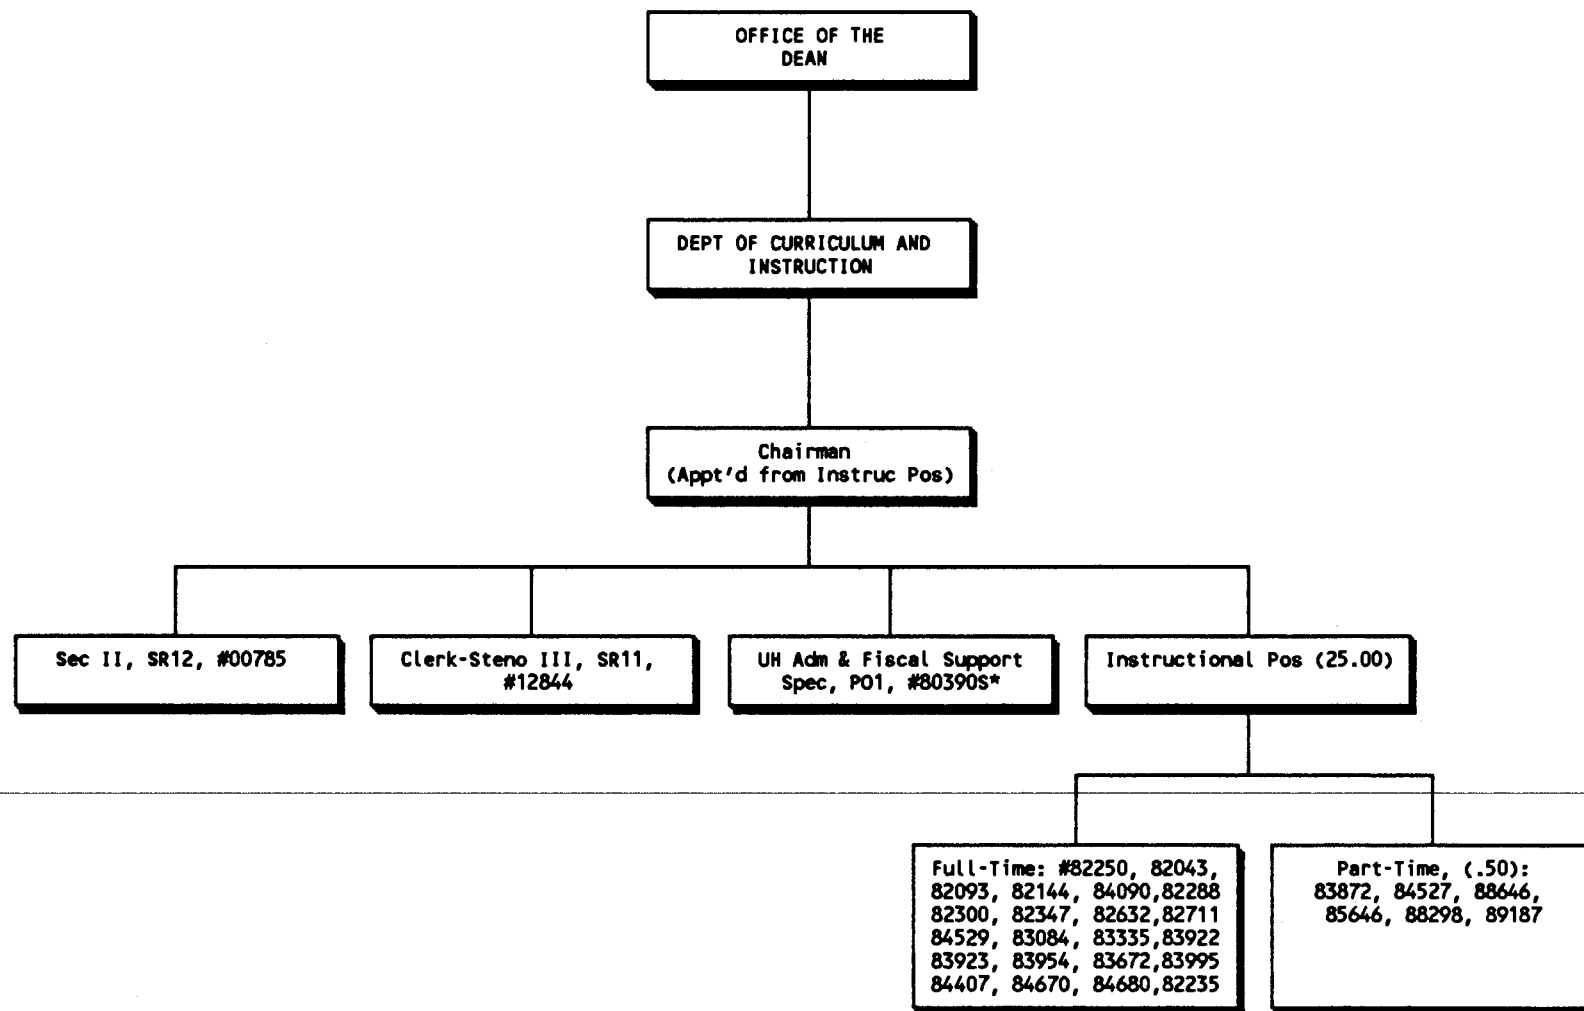 OFFICE OF THE
DEAN
DEPT OF CURRICULUM AND
INSTRUCTION
Chairman
(Appt'd from Instruc Pos)
Sec II, SR12, #00785
Clerk-Steno III, SR11,
#12844
UH Adm & Fiscal Support
Spec, PO1, #80390S*
Instructional Pos (25.00)
Full-Time: #82250, 82043,
82093, 82144, 84090,82288
82300, 82347, 82632,82711
84529, 83084, 83335,83922
83923, 83954, 83672,83995
84407, 84670, 84680,82235
Part-Time, (.50):
83872, 84527, 88646,
85646, 88298, 89187